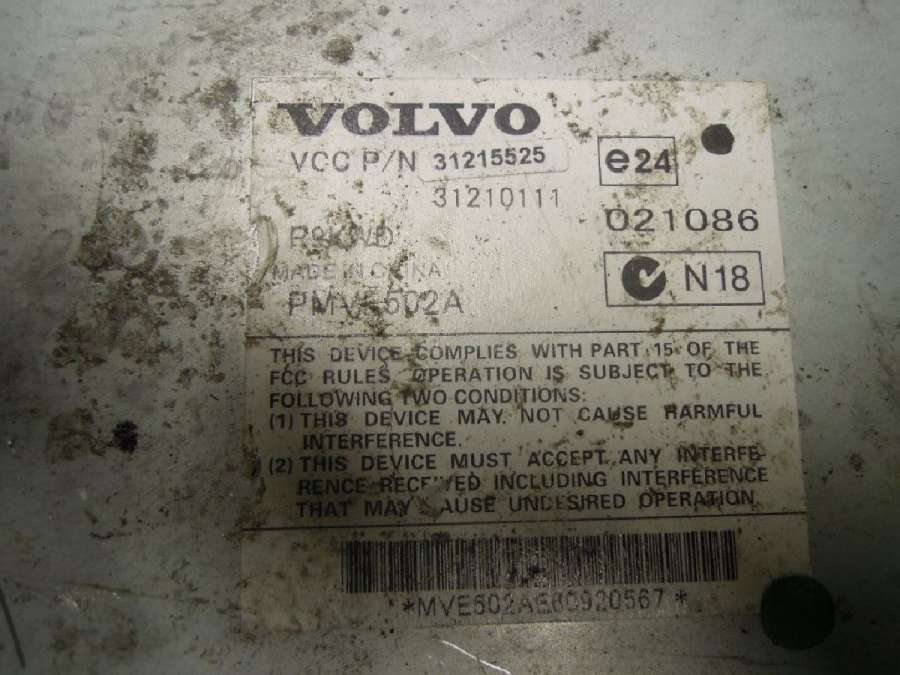 VOLVO
VCC P/N 31215525
e24
31210111
021086
N18
MADE IN CHINA
THIS DEVICE COMPLIES WITH PART 15 OF THE
FCC RULES. OPERATION IS SUBJECT TO THE
FOLLOWING TWO CONDITIONS:
(1) THIS DEVICE MAY NOT CAUSE HARMFUL
INTERFERENCE.
(2) THIS DEVICE MUST ACCEPT ANY INTERFE-
RENCE RECEIVED INCLUDING INTERFERENCE
THAT MAY CAUSE UNDESIRED OPERATION.